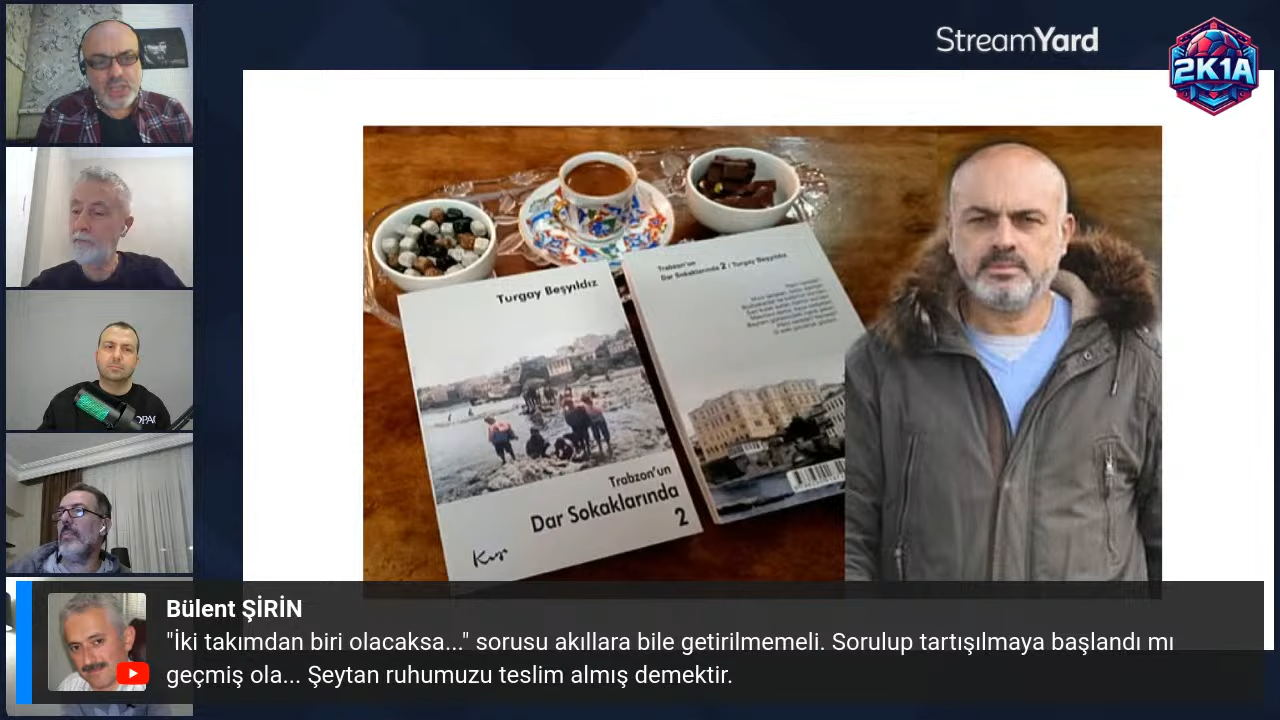 StreamYard
2K1A
Turgay Beşyıldız
Trabzon'un
Dar Sokaklarında
2
Trabzon'un
Dar Sokaklarında 2 / Turgay Beşyıldız
Bülent ŞİRİN
"İki takımdan biri olacaksa..." sorusu akıllara bile getirilmemeli. Sorulup tartışılmaya başlandı mı
geçmiş ola... Şeytan ruhumuzu teslim almış demektir.